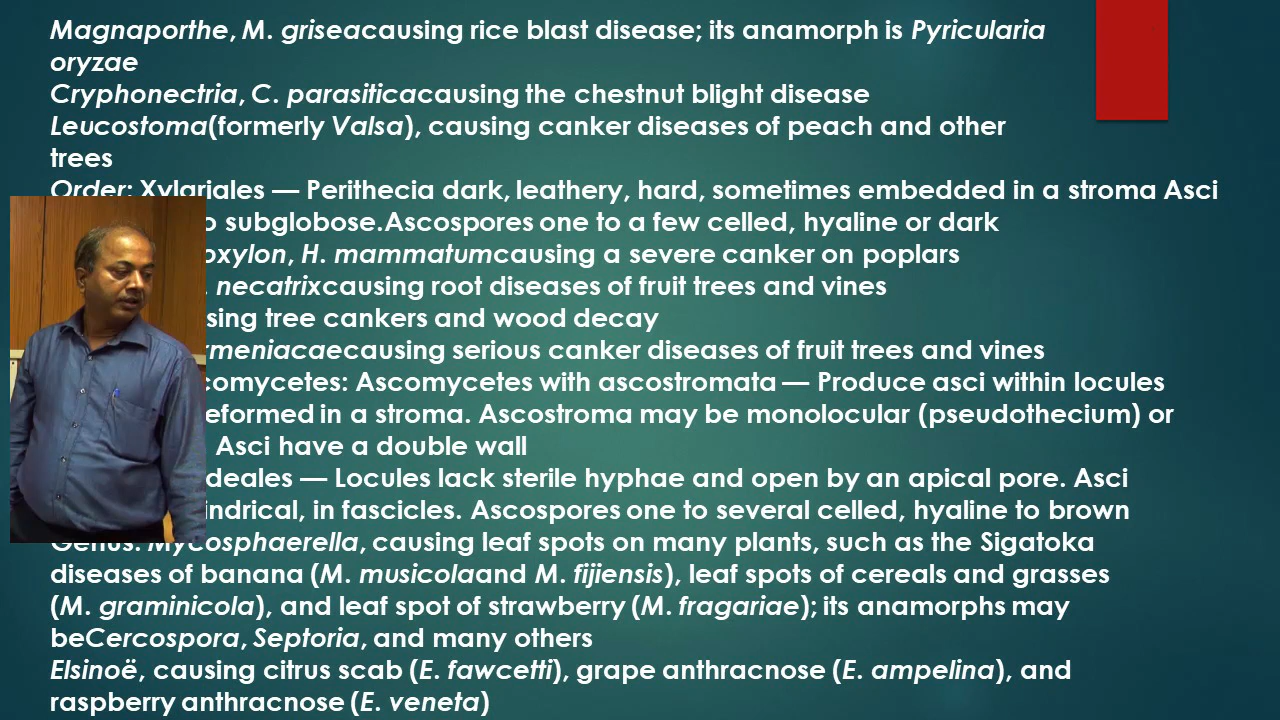 Magnaporthe, M. griseacausing rice blast disease; its anamorph is Pyricularia
oryzae
Cryphonectria, C. parasiticacausing the chestnut blight disease
Leucostoma(formerly Valsa), causing canker diseases of peach and other
trees
Order: Xylariales — Perithecia dark, leathery, hard, sometimes embedded in a stroma Asci
subglobose.Ascospores one to a few celled, hyaline or dark
H. mammatumcausing a severe canker on poplars
necatrixcausing root diseases of fruit trees and vines
tree cankers and wood decay
causing serious canker diseases of fruit trees and vines
Ascomycetes with ascostromata — Produce asci within locules
in a stroma. Ascostroma may be monolocular (pseudothecium) or
Asci have a double wall
— Locules lack sterile hyphae and open by an apical pore. Asci
in fascicles. Ascospores one to several celled, hyaline to brown
Genus: Mycosphaerella, causing leaf spots on many plants, such as the Sigatoka
diseases of banana (M. musicolaand M. fijiensis), leaf spots of cereals and grasses
(M. graminicola), and leaf spot of strawberry (M. fragariae); its anamorphs may
beCercospora, Septoria, and many others
Elsinoë, causing citrus scab (E. fawcetti), grape anthracnose (E. ampelina), and
raspberry anthracnose (E. veneta)